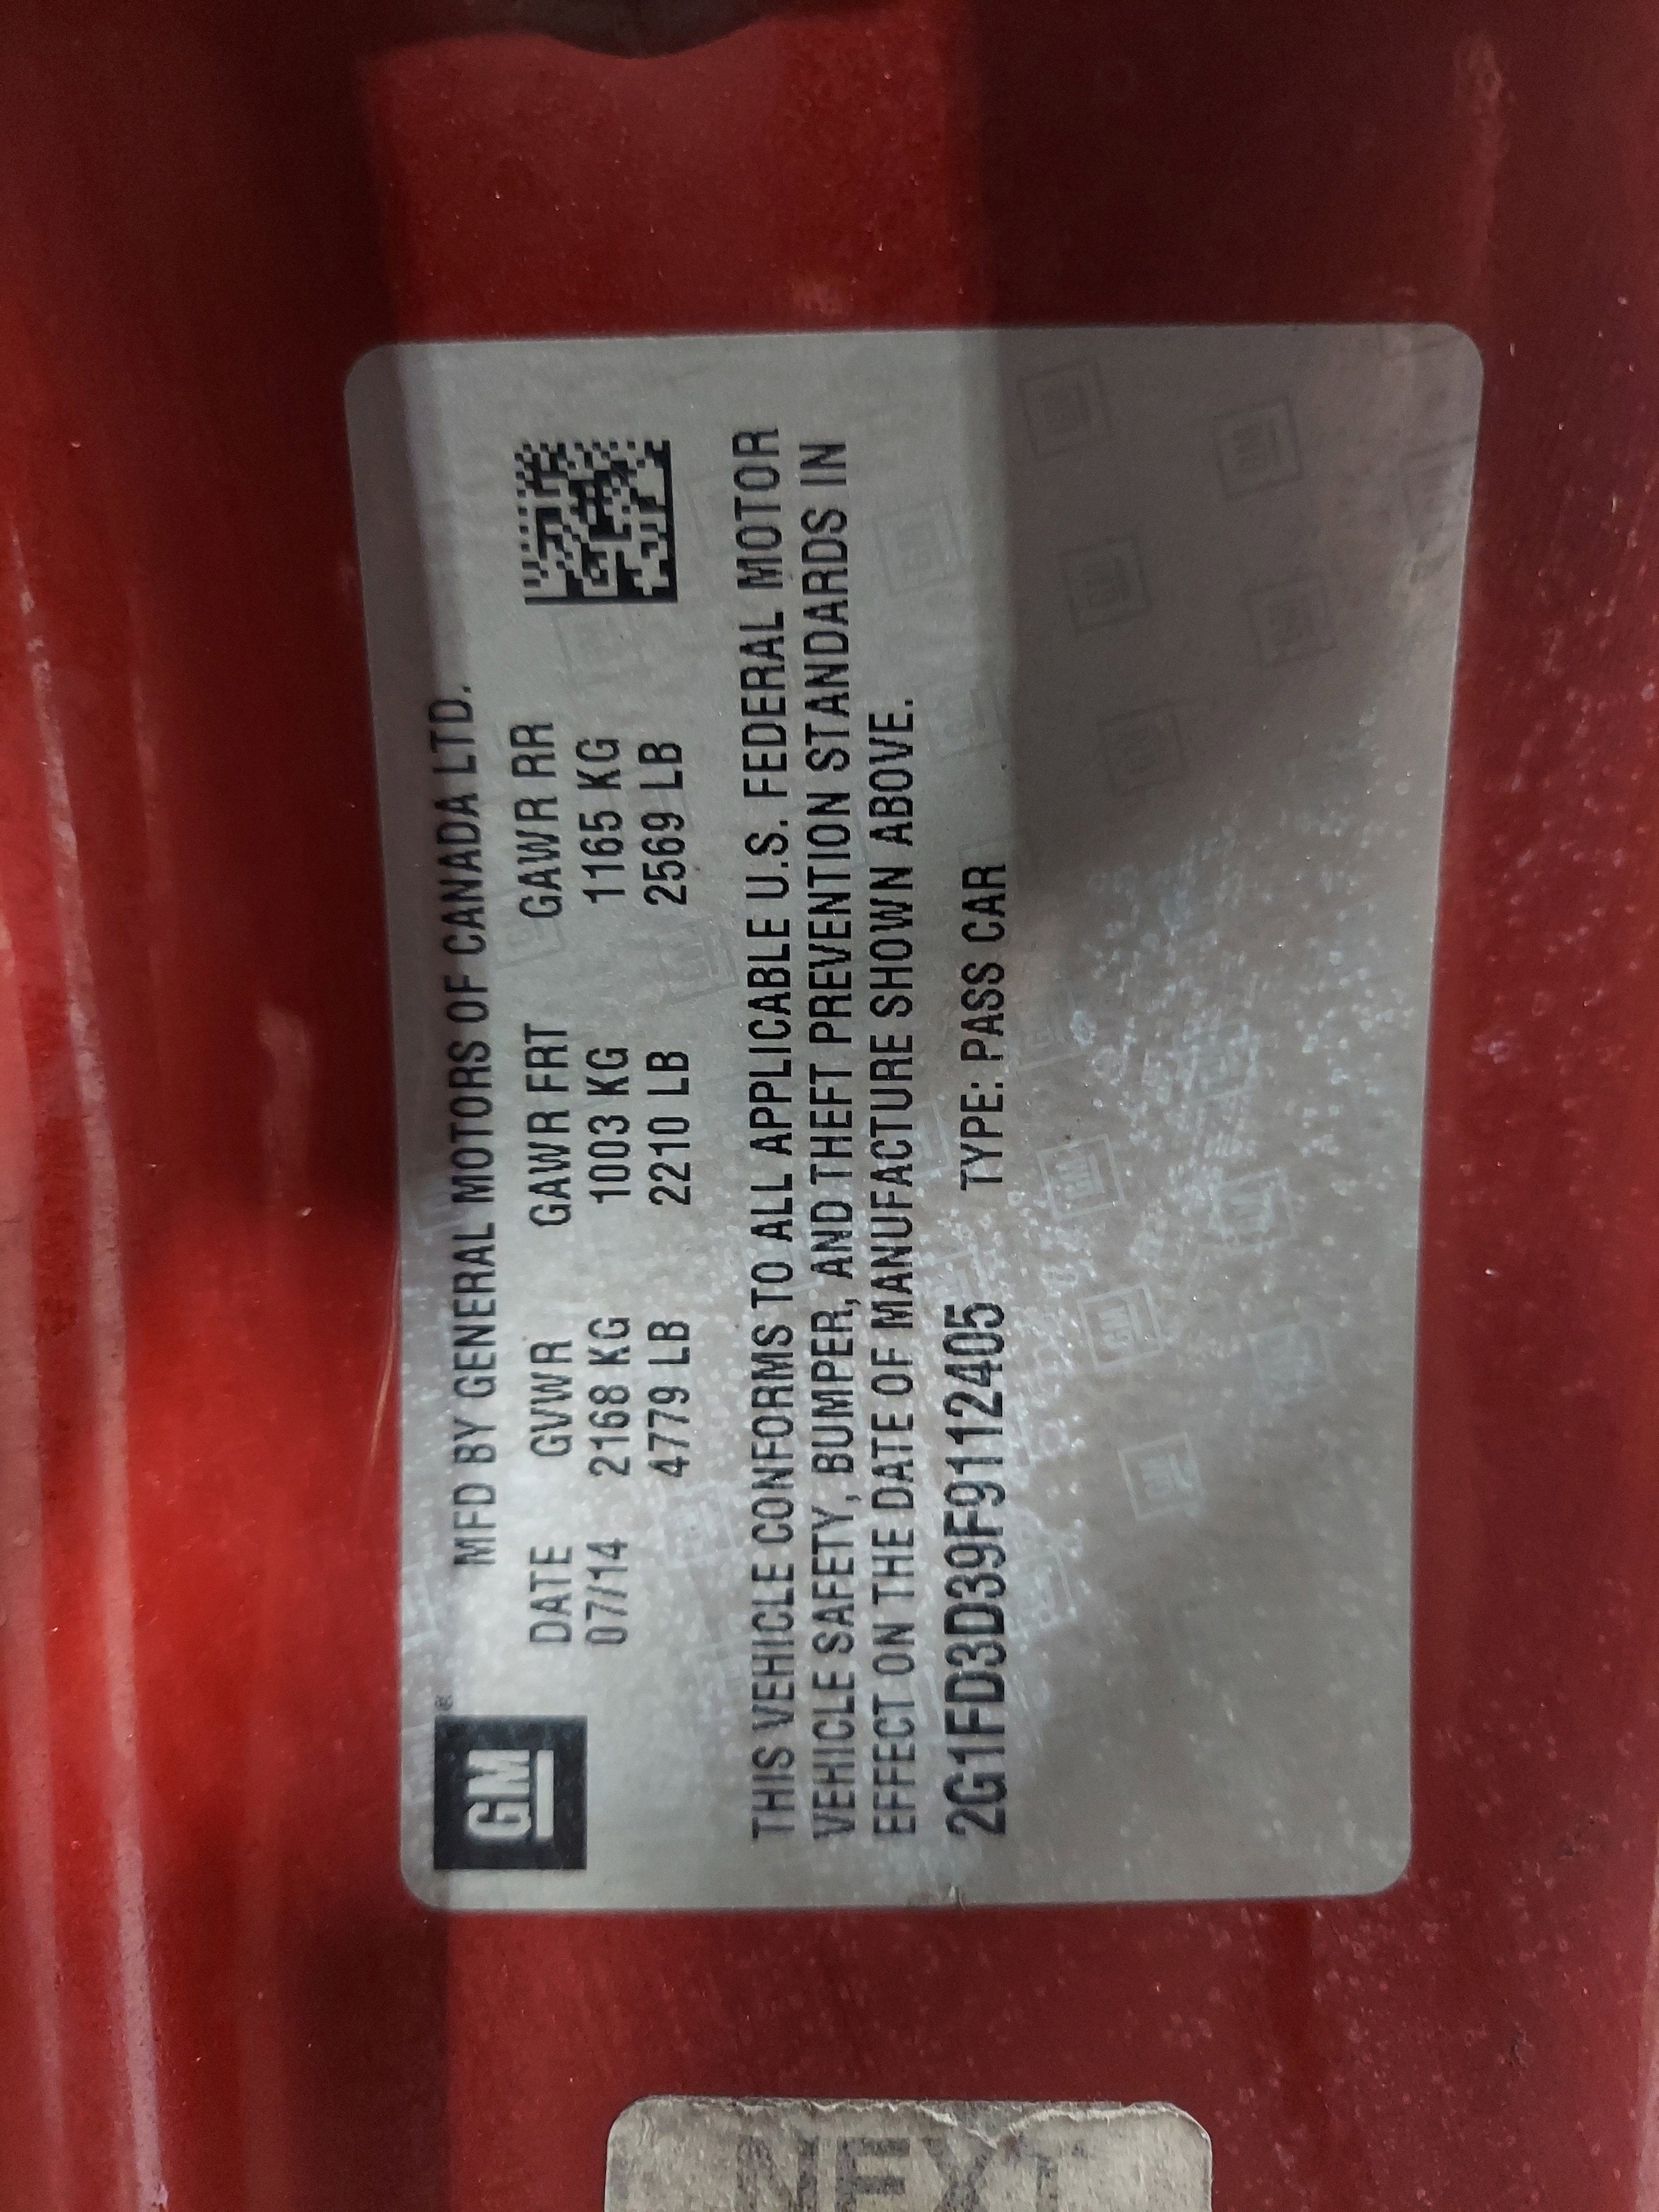 GM®
MFD BY GENERAL MOTORS OF CANADA LTD.
DATE GVWR GAWR FRT GAWR RR
07/14 2168 KG 1003 KG 1165 KG
4779 LB 2210 LB 2569 LB
THIS VEHICLE CONFORMS TO ALL APPLICABLE U.S. FEDERAL MOTOR
VEHICLE SAFETY, BUMPER, AND THEFT PREVENTION STANDARDS IN
EFFECT ON THE DATE OF MANUFACTURE SHOWN ABOVE.
2G1FD3D39F9112405 TYPE: PASS CAR
NEXT